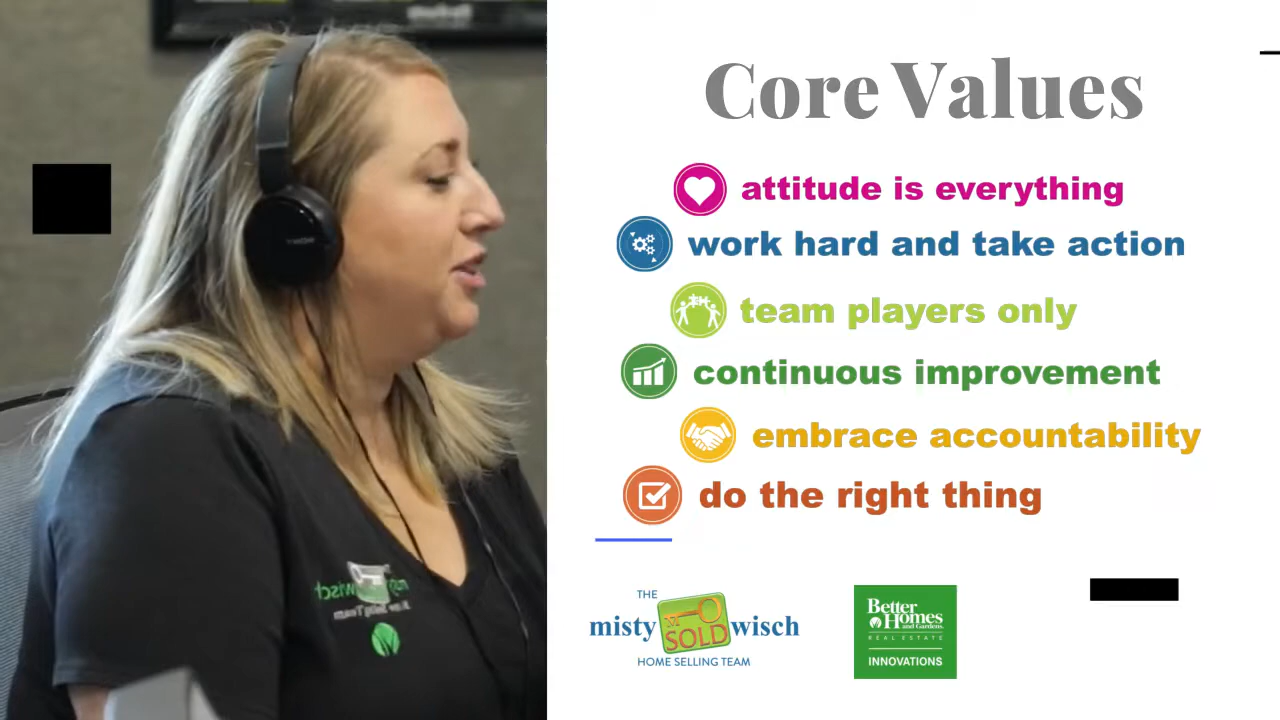 Core Values
attitude is everything
work hard and take action
team players only
continuous improvement
embrace accountability
do the right thing
THE
misty SOLD wisch
HOME SELLING TEAM
Better
Homes
and Gardens.
REAL ESTATE
INNOVATIONS